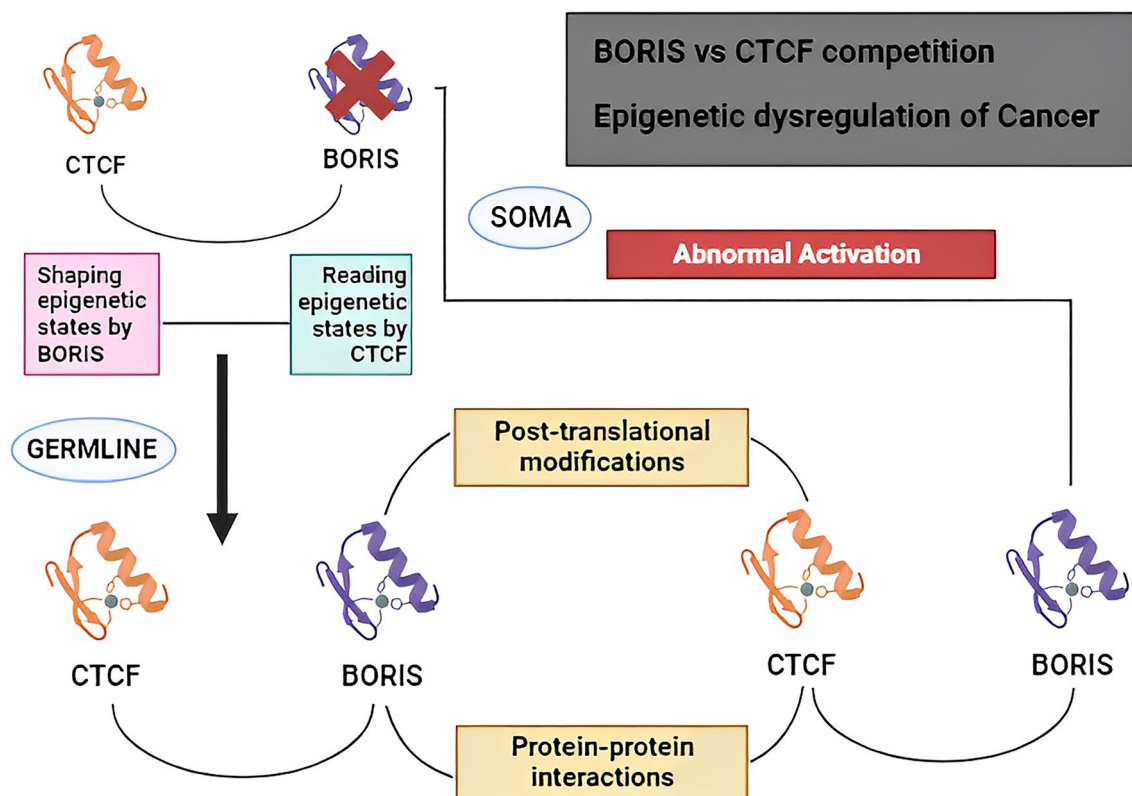 BORIS vs CTCF competition
Epigenetic dysregulation of Cancer
CTCF
BORIS
SOMA
Abnormal Activation
Shaping
epigenetic
states by
BORIS
Reading
epigenetic
states by
CTCF
GERMLINE
Post-translational
modifications
CTCF
BORIS
CTCF
BORIS
Protein-protein
interactions